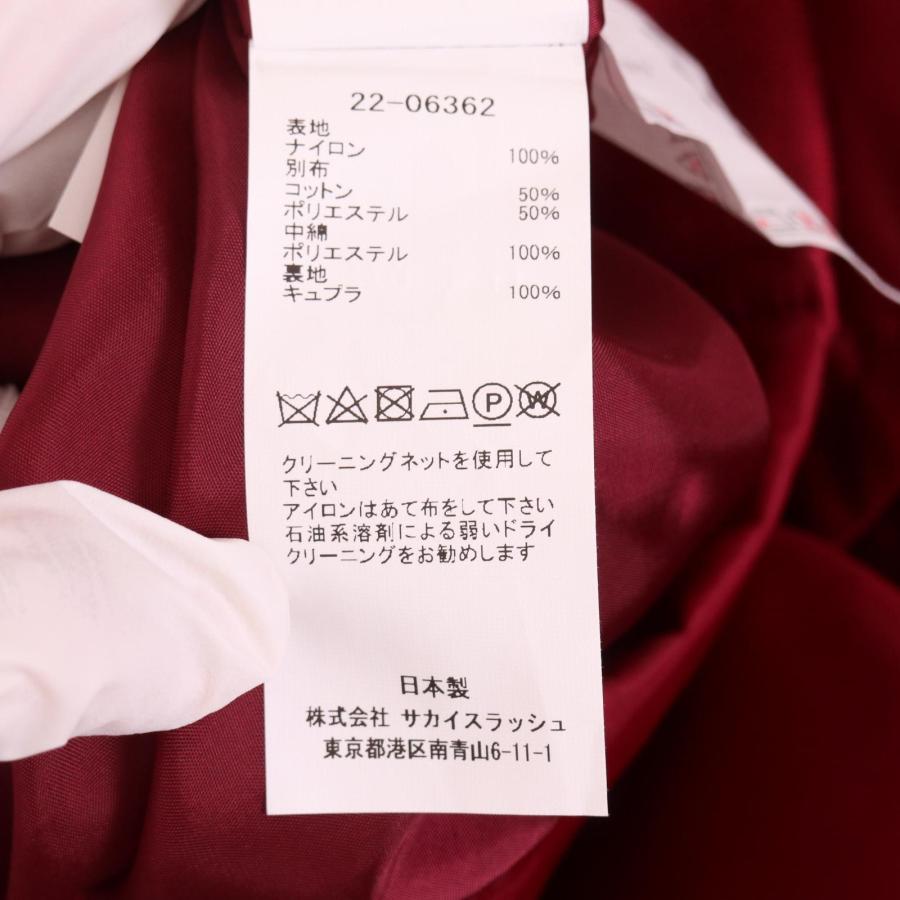 22-06362
表地
ナイロン 100%
別布
コットン 50%
ポリエステル 50%
中綿
ポリエステル 100%
裏地
キュプラ 100%
P W
クリーニングネットを使用して
下さい
アイロンはあて布をして下さい
石油系溶剤による弱いドライ
クリーニングをお勧めします
日本製
株式会社 サカイスラッシュ
東京都港区南青山6-11-1